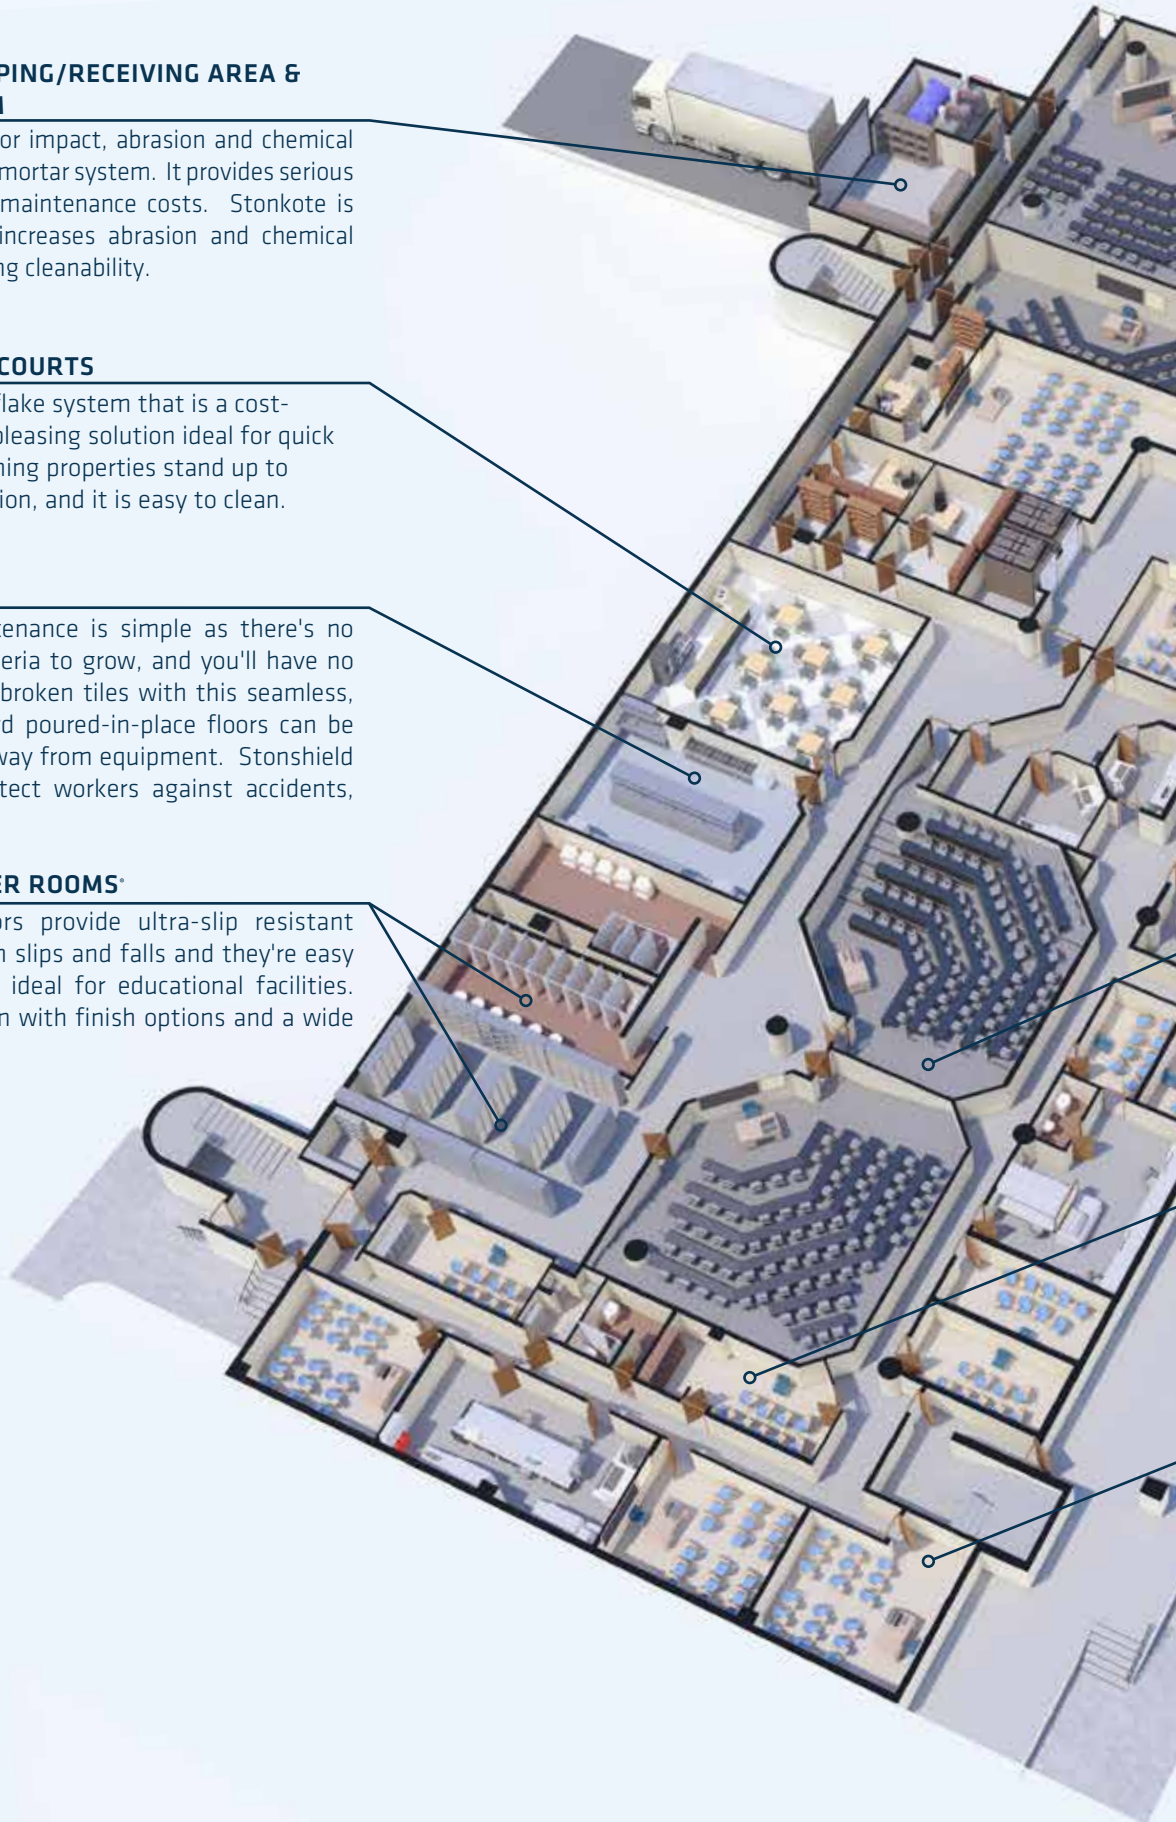 PING/RECEIVING AREA &
or impact, abrasion and chemical
mortar system. It provides serious
maintenance costs. Stonkote is
increases abrasion and chemical
ng cleanability.
COURTS
flake system that is a cost-
pleasing solution ideal for quick
ning properties stand up to
ion, and it is easy to clean.
tenance is simple as there's no
eria to grow, and you'll have no
broken tiles with this seamless,
d poured-in-place floors can be
way from equipment. Stonshield
tect workers against accidents,
ER ROOMS
ors provide ultra-slip resistant
n slips and falls and they're easy
ideal for educational facilities.
n with finish options and a wide